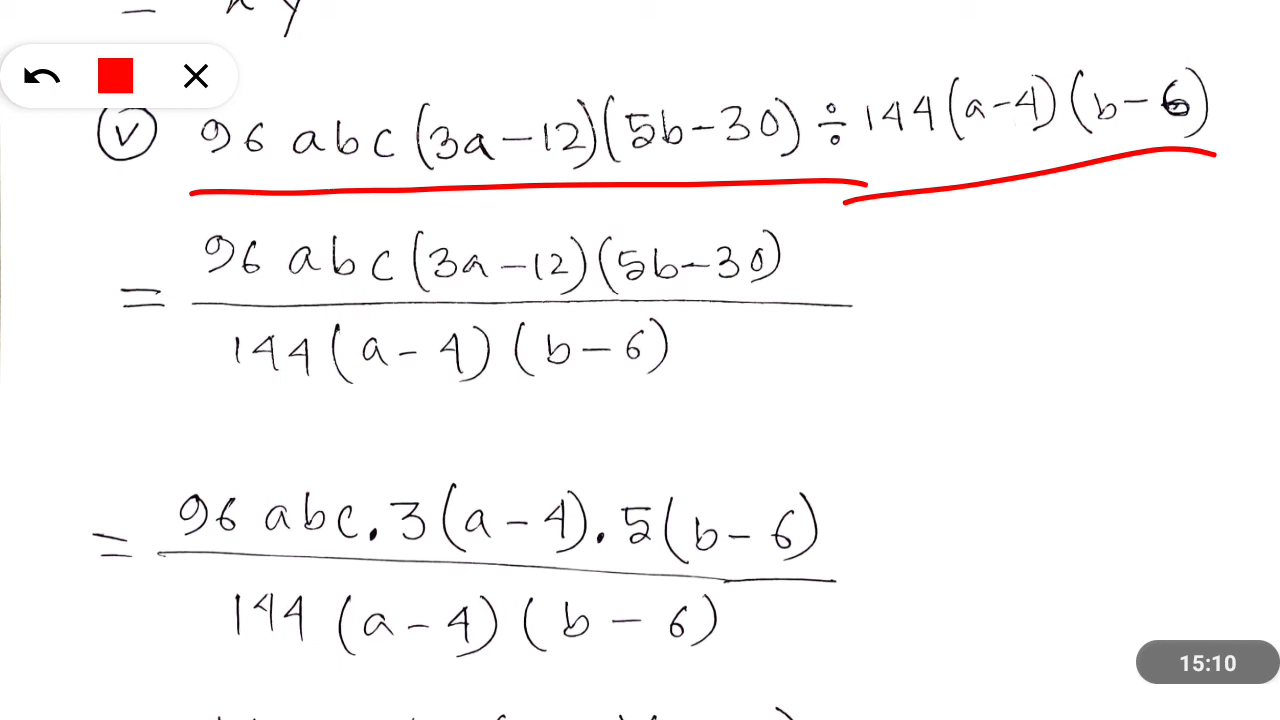 = x y
(v) 96 abc (3a-12)(5b-30) ÷ 144(a-4)(b-6)
= 96 abc (3a-12)(5b-30)
144(a-4)(b-6)
= 96 abc . 3(a-4) . 5(b-6)
144 (a-4)(b-6)
15:10